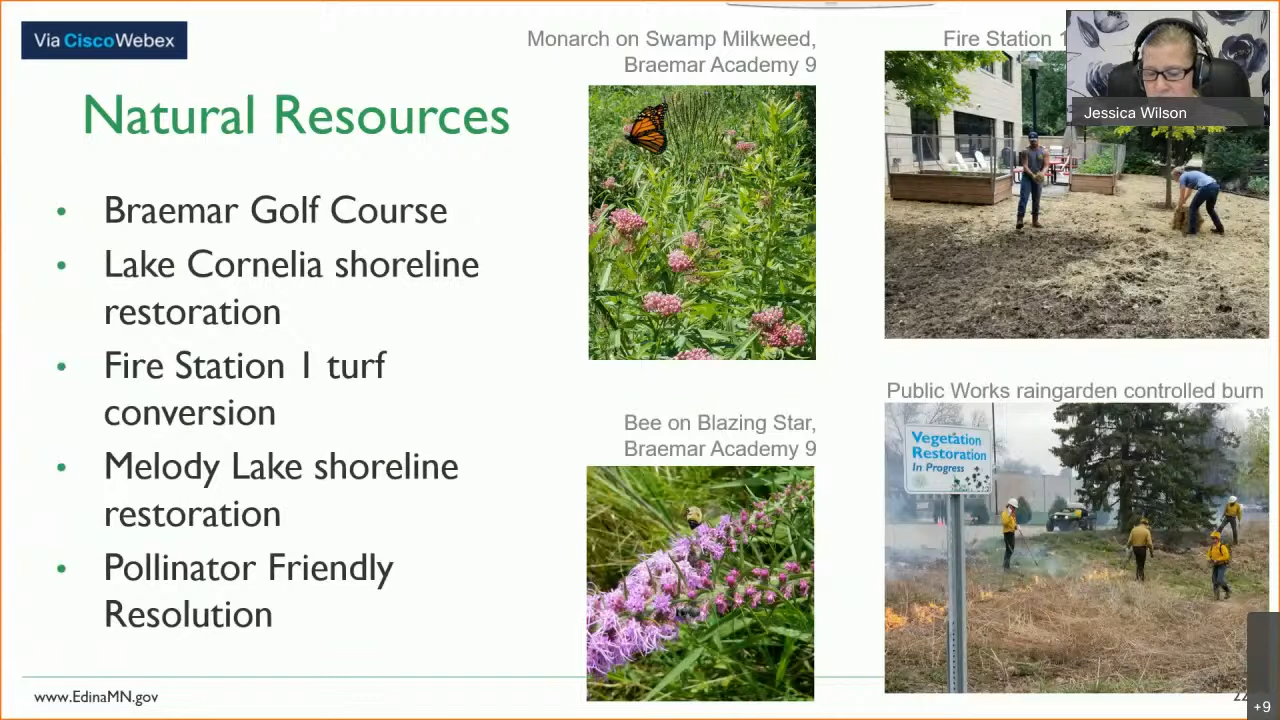 Via CiscoWebex
Natural Resources
• Braemar Golf Course
• Lake Cornelia shoreline
restoration
• Fire Station 1 turf
conversion
• Melody Lake shoreline
restoration
• Pollinator Friendly
Resolution
www.EdinaMN.gov
Monarch on Swamp Milkweed,
Braemar Academy 9
Bee on Blazing Star,
Braemar Academy 9
Fire Station
Jessica Wilson
Public Works raingarden controlled burn
Vegetation
Restoration
In Progress
+9